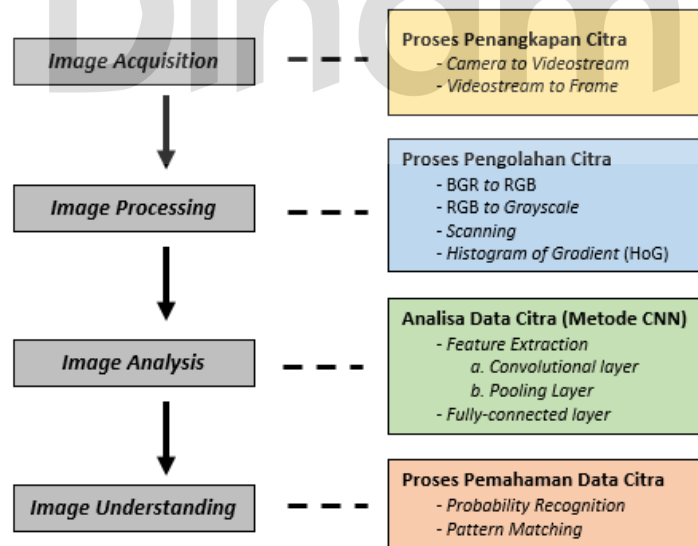 Dinam
Image Acquisition
Proses Penangkapan Citra
- Camera to Videostream
- Videostream to Frame
Image Processing
Proses Pengolahan Citra
- BGR to RGB
- RGB to Grayscale
- Scanning
- Histogram of Gradient (HoG)
Image Analysis
Analisa Data Citra (Metode CNN)
- Feature Extraction
a. Convolutional layer
b. Pooling Layer
- Fully-connected layer
Image Understanding
Proses Pemahaman Data Citra
- Probability Recognition
- Pattern Matching